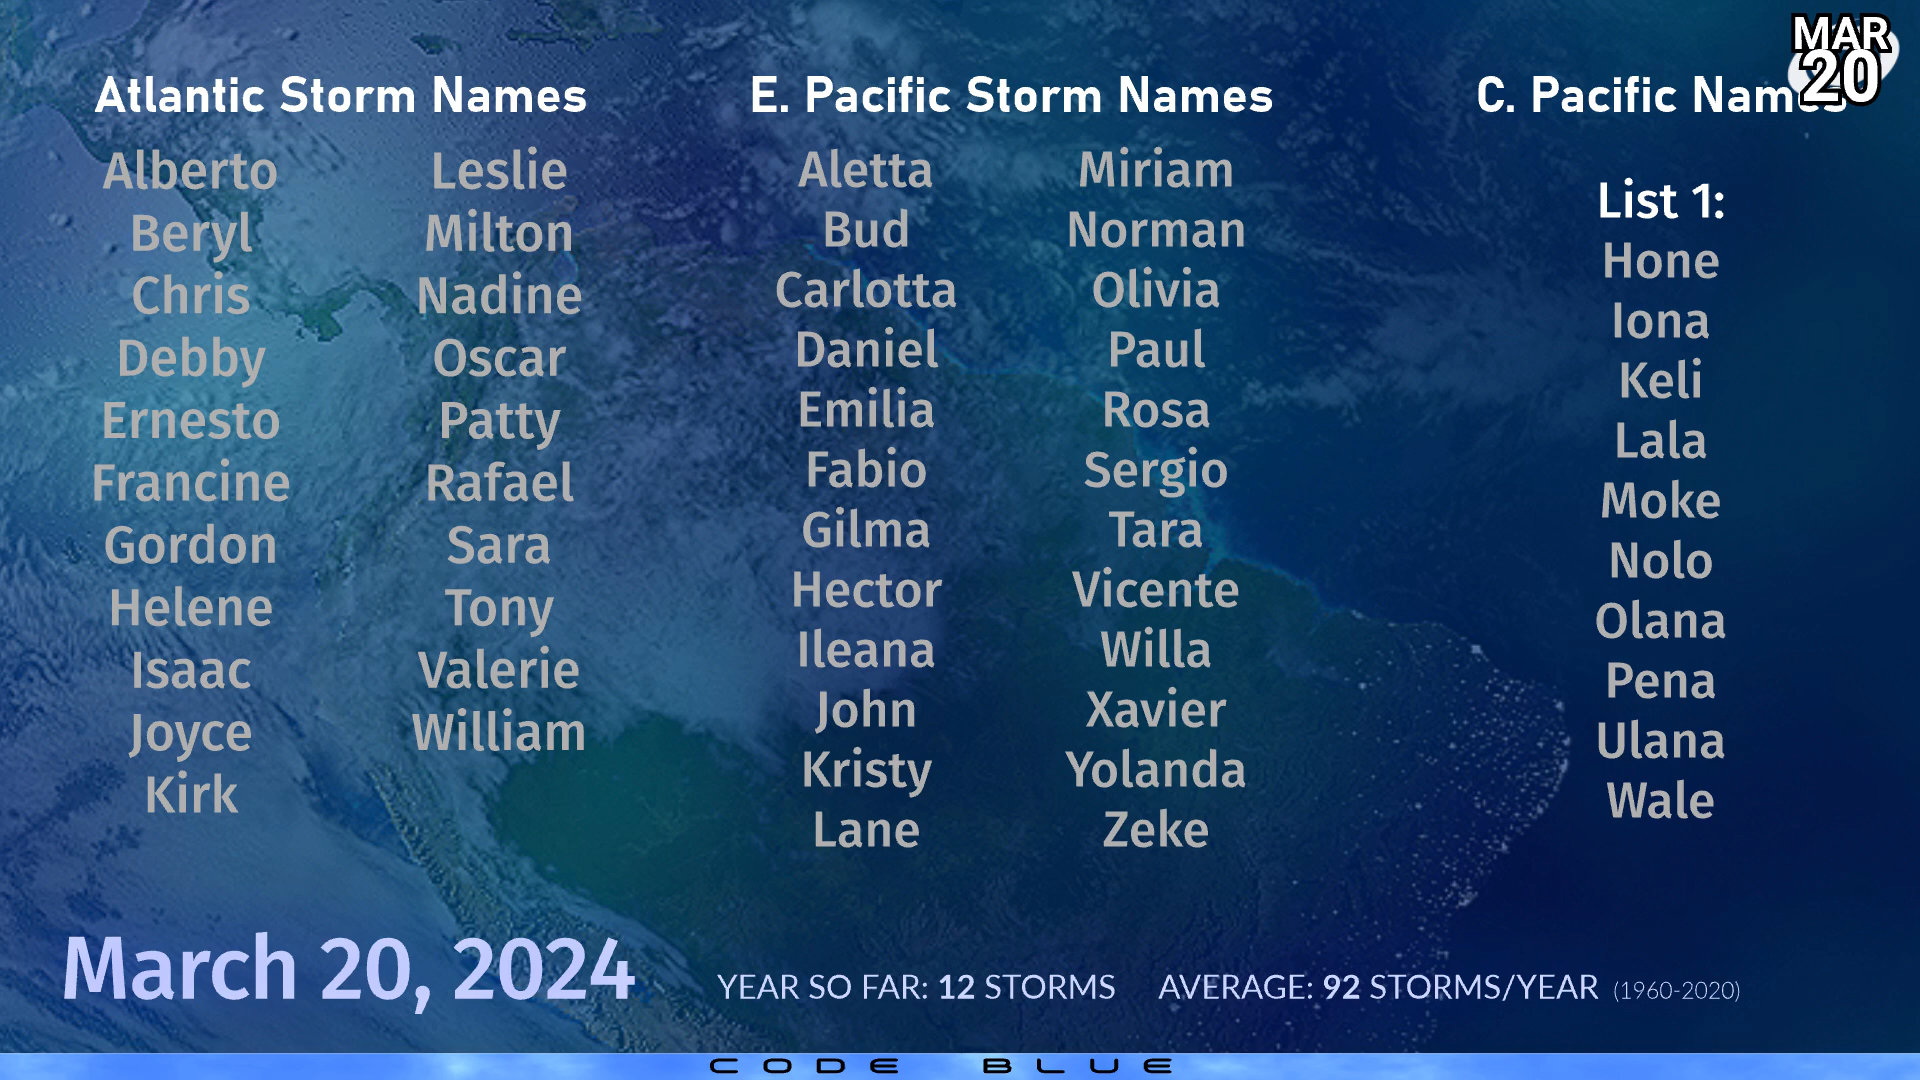 MAR
20
Atlantic Storm Names
Alberto
Beryl
Chris
Debby
Ernesto
Francine
Gordon
Helene
Isaac
Joyce
Kirk
Leslie
Milton
Nadine
Oscar
Patty
Rafael
Sara
Tony
Valerie
William
E. Pacific Storm Names
Aletta
Bud
Carlotta
Daniel
Emilia
Fabio
Gilma
Hector
Ileana
John
Kristy
Lane
Miriam
Norman
Olivia
Paul
Rosa
Sergio
Tara
Vicente
Willa
Xavier
Yolanda
Zeke
C. Pacific Names
List 1:
Hone
Iona
Keli
Lala
Moke
Nolo
Olana
Pena
Ulana
Wale
March 20, 2024
YEAR SO FAR: 12 STORMS AVERAGE: 92 STORMS/YEAR (1960-2020)
CODE BLUE